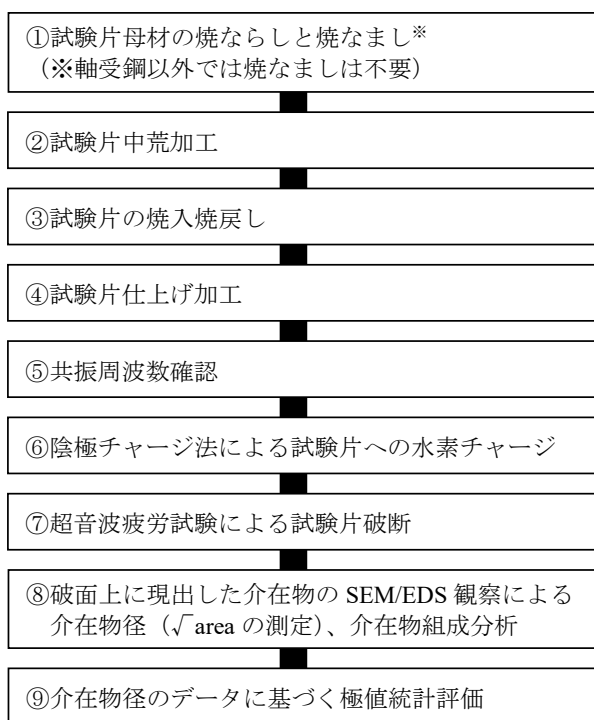 ①試験片母材の焼ならしと焼なまし※
（※軸受鋼以外では焼なましは不要）
②試験片中荒加工
③試験片の焼入焼戻し
④試験片仕上げ加工
⑤共振周波数確認
⑥陰極チャージ法による試験片への水素チャージ
⑦超音波疲労試験による試験片破断
⑧破面上に現出した介在物の SEM/EDS 観察による
介在物径（√area の測定）、介在物組成分析
⑨介在物径のデータに基づく極値統計評価